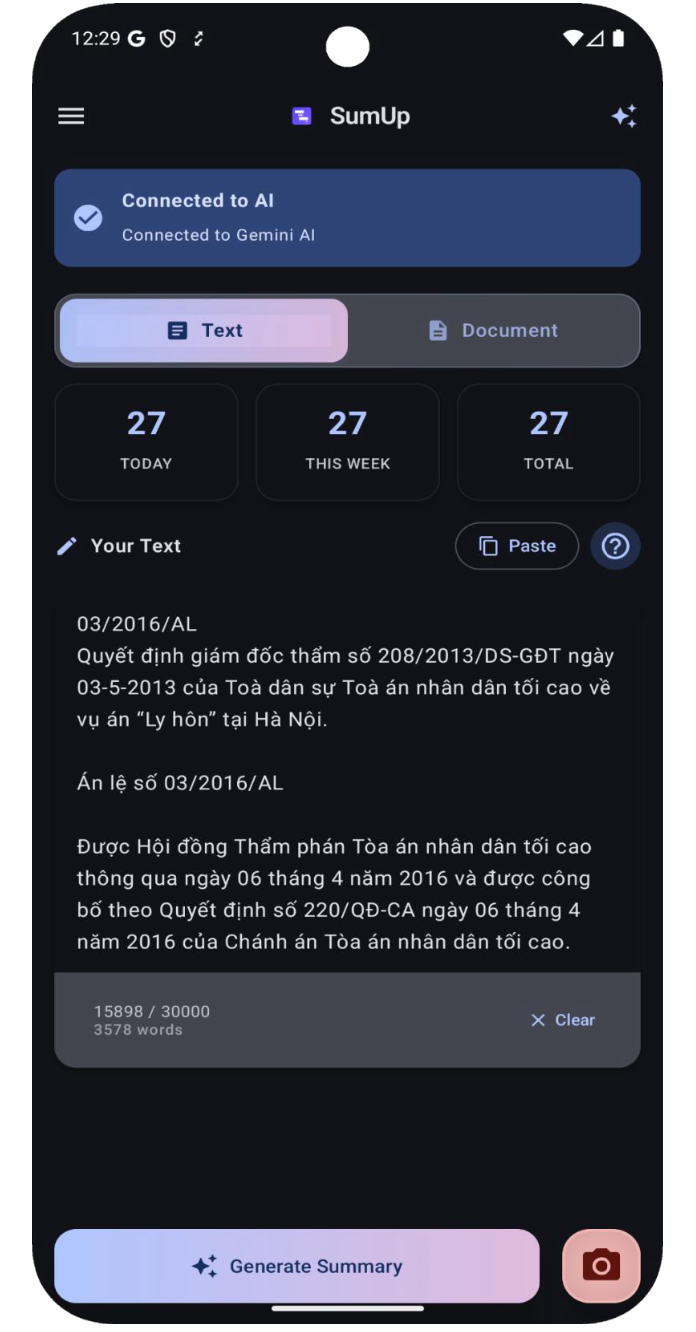 12:29
SumUp
Connected to AI
Connected to Gemini AI
Text
Document
27
TODAY
27
THIS WEEK
27
TOTAL
Your Text
Paste
03/2016/AL
Quyết định giám đốc thẩm số 208/2013/DS-GĐT ngày
03-5-2013 của Toà dân sự Toà án nhân dân tối cao về
vụ án “Ly hôn” tại Hà Nội.
Án lệ số 03/2016/AL
Được Hội đồng Thẩm phán Tòa án nhân dân tối cao
thông qua ngày 06 tháng 4 năm 2016 và được công
bố theo Quyết định số 220/QĐ-CA ngày 06 tháng 4
năm 2016 của Chánh án Tòa án nhân dân tối cao.
15898 / 30000
3578 words
Clear
Generate Summary